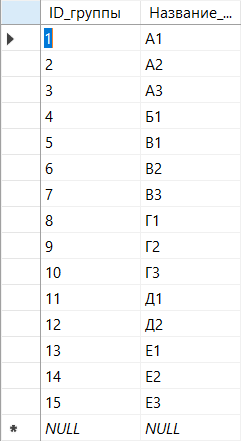 ID_группы Название_...
1 А1
2 А2
3 А3
4 Б1
5 В1
6 В2
7 В3
8 Г1
9 Г2
10 Г3
11 Д1
12 Д2
13 Е1
14 Е2
15 Е3
* NULL NULL